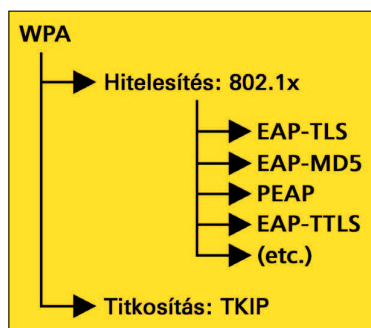 WPA
Hitelesítés: 802.1x
EAP-TLS
EAP-MD5
PEAP
EAP-TTLS
(etc.)
Titkosítás: TKIP